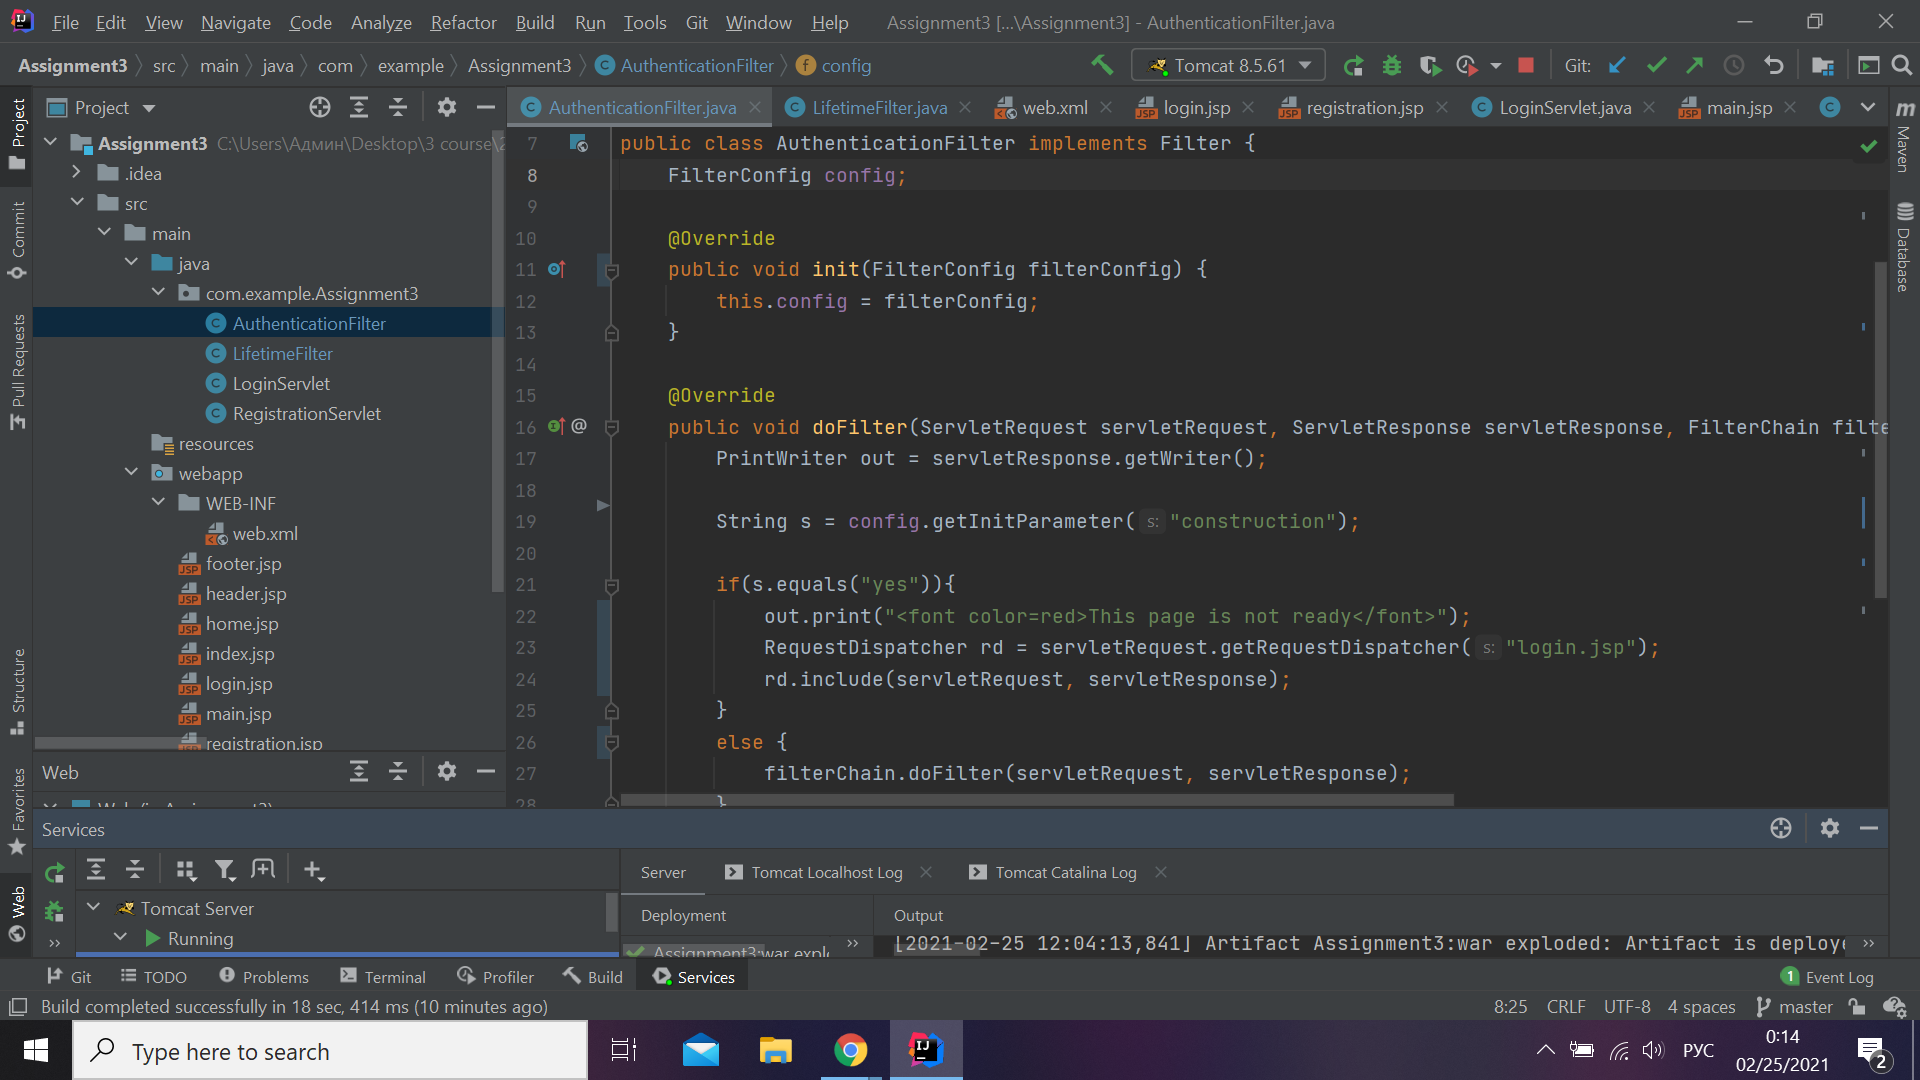 File Edit View Navigate Code Analyze Refactor Build Run Tools Git Window Help Assignment3 [...\Assignment3] - AuthenticationFilter.java
Assignment3 src main java com example Assignment3 AuthenticationFilter config Tomcat 8.5.61 Git:
Project
AuthenticationFilter.java LifetimeFilter.java web.xml login.jsp registration.jsp LoginServlet.java main.jsp
Assignment3 C:\Users\Админ\Desktop\3 course\2
.idea
src
main
java
com.example.Assignment3
AuthenticationFilter
LifetimeFilter
LoginServlet
RegistrationServlet
resources
webapp
WEB-INF
web.xml
footer.jsp
header.jsp
home.jsp
index.jsp
login.jsp
main.jsp
registration.jsp
Web
7 public class AuthenticationFilter implements Filter {
8 FilterConfig config;
9
10 @Override
11 public void init(FilterConfig filterConfig) {
12 this.config = filterConfig;
13 }
14
15 @Override
16 public void doFilter(ServletRequest servletRequest, ServletResponse servletResponse, FilterChain filte
17 PrintWriter out = servletResponse.getWriter();
18
19 String s = config.getInitParameter( s: "construction");
20
21 if(s.equals("yes")){
22 out.print("<font color=red>This page is not ready</font>");
23 RequestDispatcher rd = servletRequest.getRequestDispatcher( s: "login.jsp");
24 rd.include(servletRequest, servletResponse);
25 }
26 else {
27 filterChain.doFilter(servletRequest, servletResponse);
28 }
Project
Commit
Pull Requests
Structure
Favorites
Web
Maven
Database
Services
Tomcat Server
Running
Server Tomcat Localhost Log Tomcat Catalina Log
Deployment Output
Assignment3:war explo
[2021-02-25 12:04:13,841] Artifact Assignment3:war exploded: Artifact is deploye
Git TODO Problems Terminal Profiler Build Services 1 Event Log
Build completed successfully in 18 sec, 414 ms (10 minutes ago) 8:25 CRLF UTF-8 4 spaces master
Type here to search
РУС
0:14
02/25/2021
2